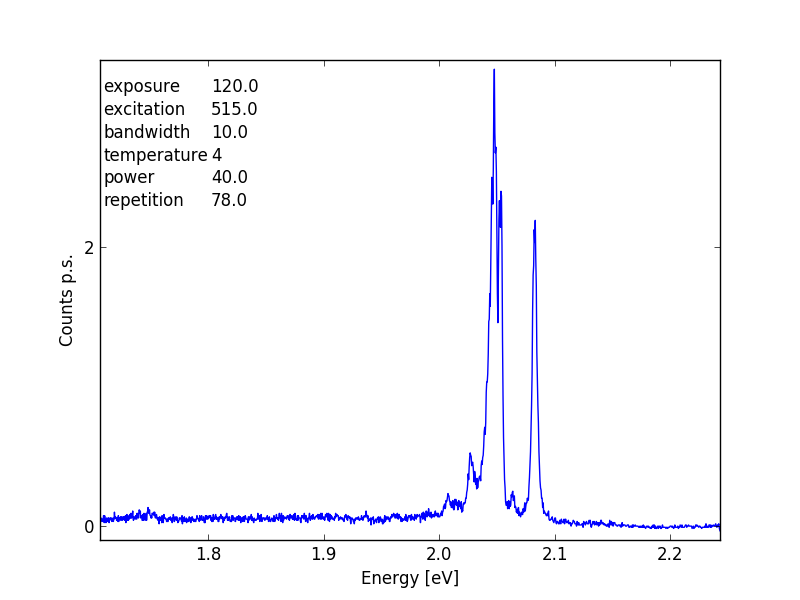 exposure 120.0
excitation 515.0
bandwidth 10.0
temperature 4
power 40.0
repetition 78.0
2
0
Counts p.s.
1.8 1.9 2.0 2.1 2.2
Energy [eV]